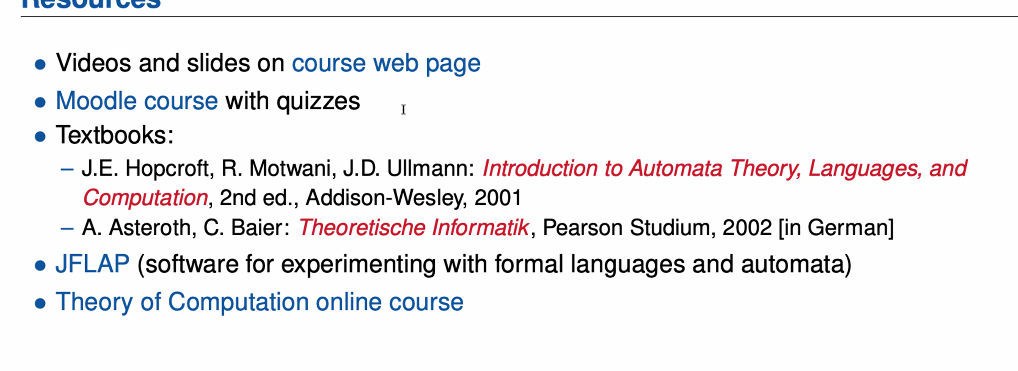 Resources
• Videos and slides on course web page
• Moodle course with quizzes
• Textbooks:
– J.E. Hopcroft, R. Motwani, J.D. Ullmann: Introduction to Automata Theory, Languages, and
Computation, 2nd ed., Addison-Wesley, 2001
– A. Asteroth, C. Baier: Theoretische Informatik, Pearson Studium, 2002 [in German]
• JFLAP (software for experimenting with formal languages and automata)
• Theory of Computation online course